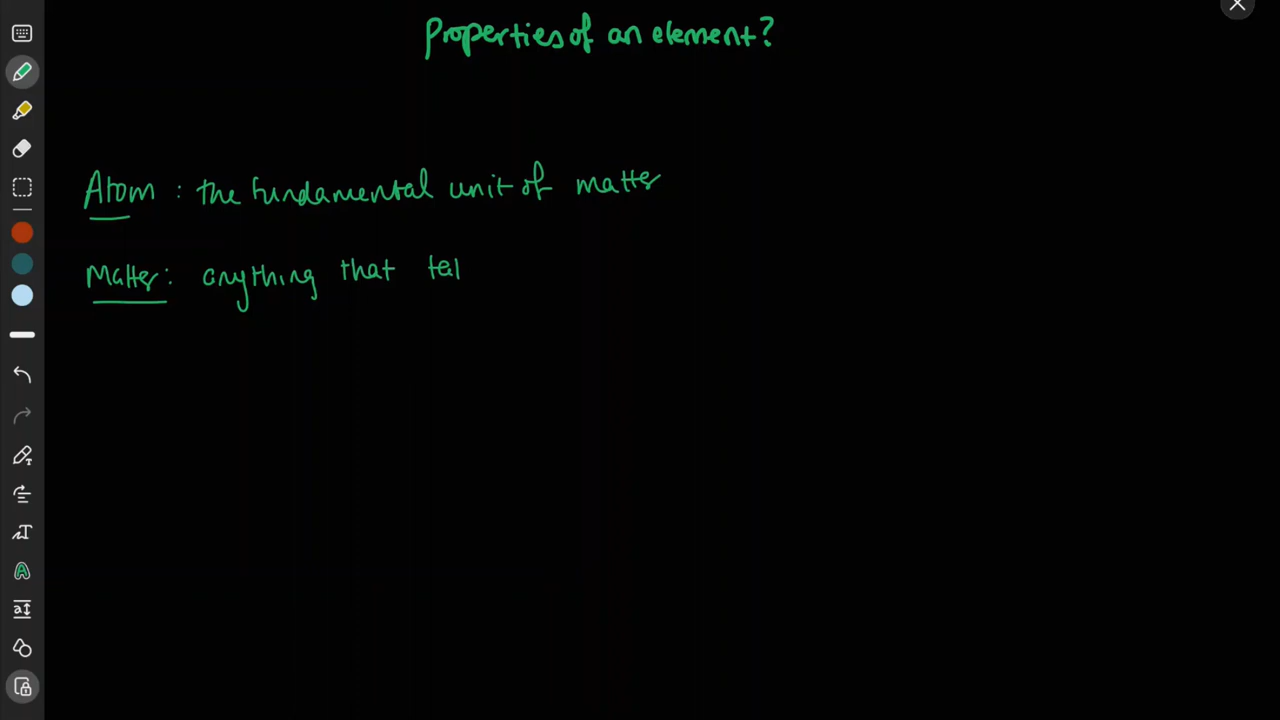 Properties of an element?
Atom : the fundamental unit of matter
Matter: anything that